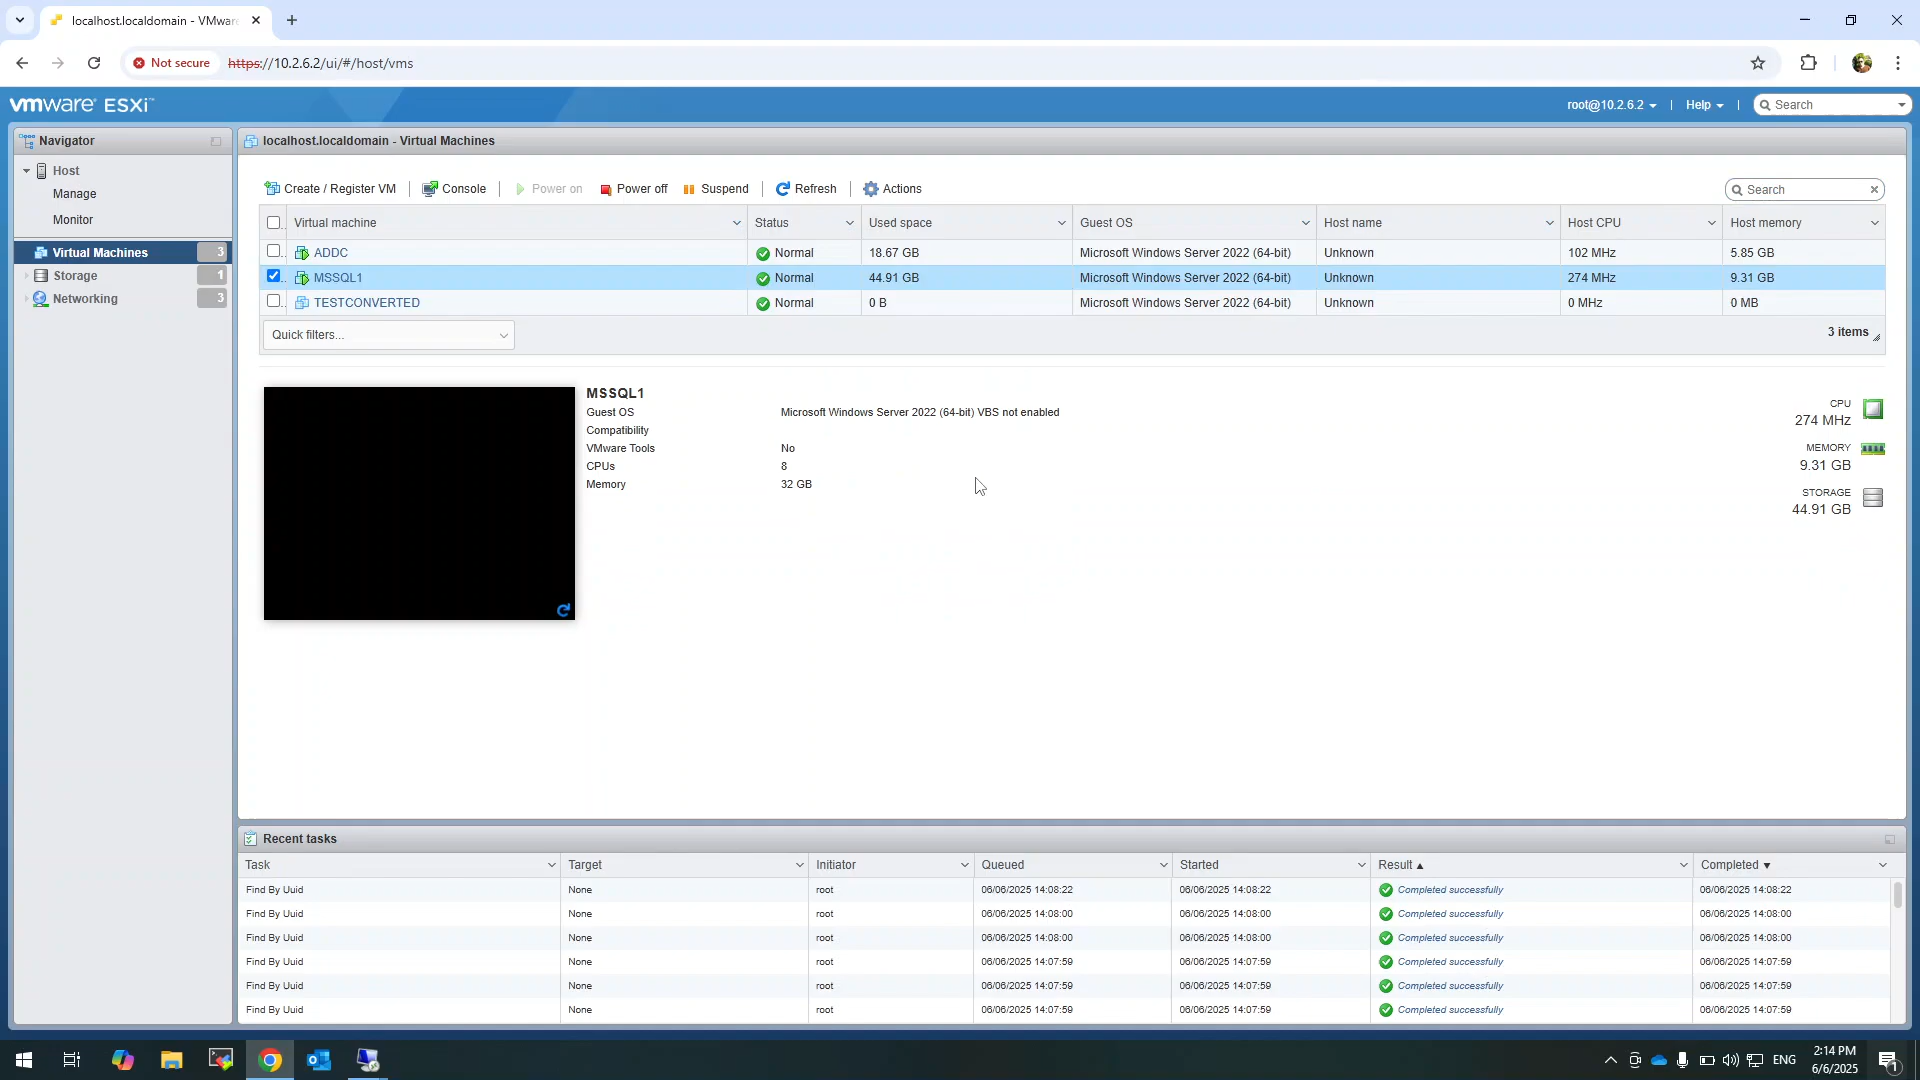 localhost.localdomain - VMware
Not secure
https://10.2.6.2/ui/#/host/vms
vmware ESXi™
root@10.2.6.2
|
Help
|
Search
Navigator
localhost.localdomain - Virtual Machines
Host
Manage
Monitor
Virtual Machines 3
Storage 1
Networking 3
Create / Register VM | Console | Power on Power off Suspend | Refresh | Actions
Search
Virtual machine Status Used space Guest OS Host name Host CPU Host memory
ADDC Normal 18.67 GB Microsoft Windows Server 2022 (64-bit) Unknown 102 MHz 5.85 GB
MSSQL1 Normal 44.91 GB Microsoft Windows Server 2022 (64-bit) Unknown 274 MHz 9.31 GB
TESTCONVERTED Normal 0 B Microsoft Windows Server 2022 (64-bit) Unknown 0 MHz 0 MB
Quick filters...
3 items
MSSQL1
Guest OS Microsoft Windows Server 2022 (64-bit) VBS not enabled
Compatibility
VMware Tools No
CPUs 8
Memory 32 GB
CPU
274 MHz
MEMORY
9.31 GB
STORAGE
44.91 GB
Recent tasks
Task Target Initiator Queued Started Result Completed
Find By Uuid None root 06/06/2025 14:08:22 06/06/2025 14:08:22 Completed successfully 06/06/2025 14:08:22
Find By Uuid None root 06/06/2025 14:08:00 06/06/2025 14:08:00 Completed successfully 06/06/2025 14:08:00
Find By Uuid None root 06/06/2025 14:08:00 06/06/2025 14:08:00 Completed successfully 06/06/2025 14:08:00
Find By Uuid None root 06/06/2025 14:07:59 06/06/2025 14:07:59 Completed successfully 06/06/2025 14:07:59
Find By Uuid None root 06/06/2025 14:07:59 06/06/2025 14:07:59 Completed successfully 06/06/2025 14:07:59
Find By Uuid None root 06/06/2025 14:07:59 06/06/2025 14:07:59 Completed successfully 06/06/2025 14:07:59
ENG
2:14 PM
6/6/2025
1